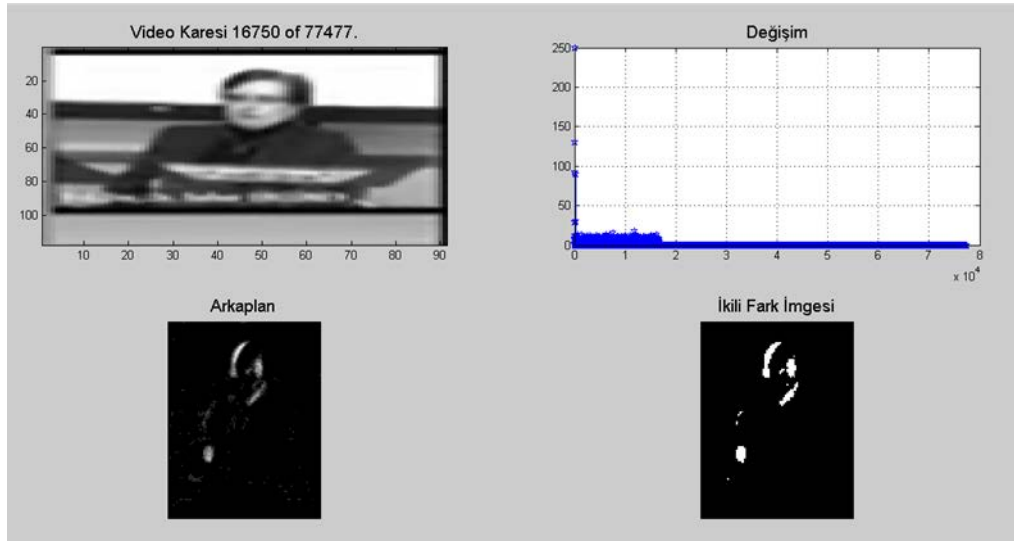 Video Karesi 16750 of 77477.
20
40
60
80
100
10 20 30 40 50 60 70 80 90
Değişim
250
200
150
100
50
0
0 1 2 3 4 5 6 7 8
x 10^4
Arkaplan
İkili Fark İmgesi